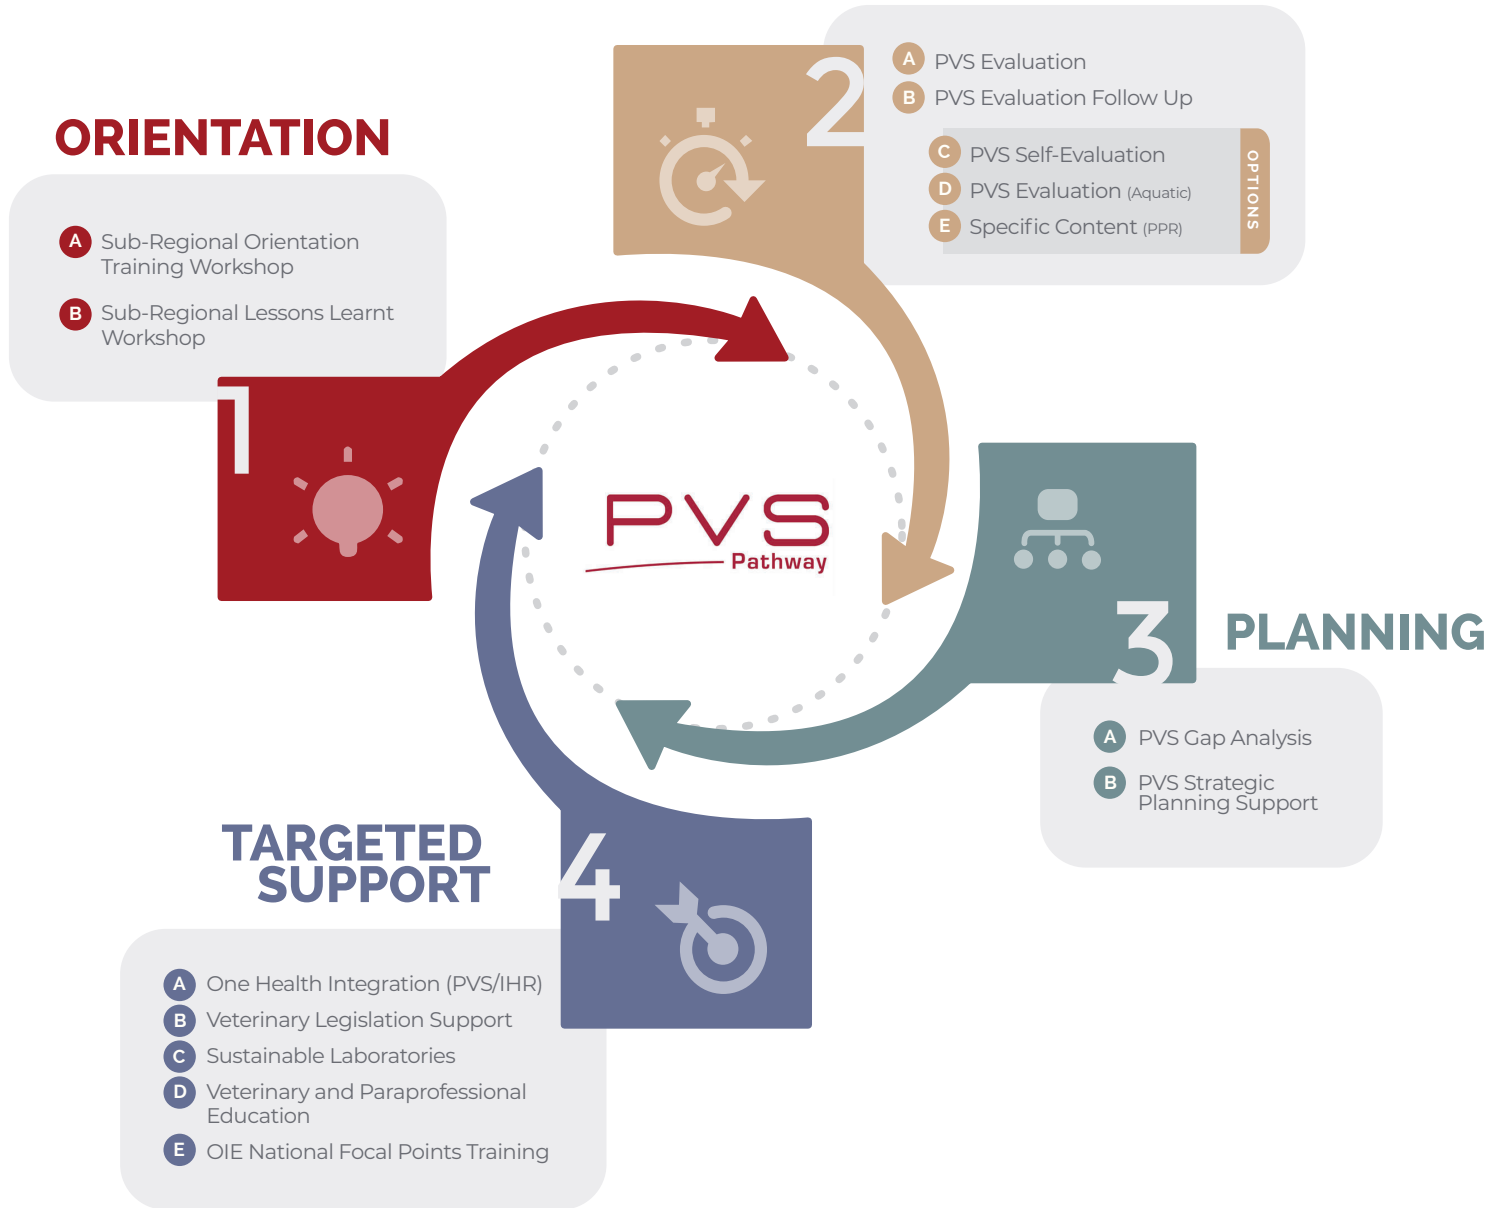 ORIENTATION
1
A Sub-Regional Orientation
Training Workshop
B Sub-Regional Lessons Learnt
Workshop
2
A PVS Evaluation
B PVS Evaluation Follow Up
C PVS Self-Evaluation
D PVS Evaluation (Aquatic)
E Specific Content (PPR)
OPTIONS
PVS
Pathway
3
PLANNING
A PVS Gap Analysis
B PVS Strategic
Planning Support
4
TARGETED
SUPPORT
A One Health Integration (PVS/IHR)
B Veterinary Legislation Support
C Sustainable Laboratories
D Veterinary and Paraprofessional
Education
E OIE National Focal Points Training